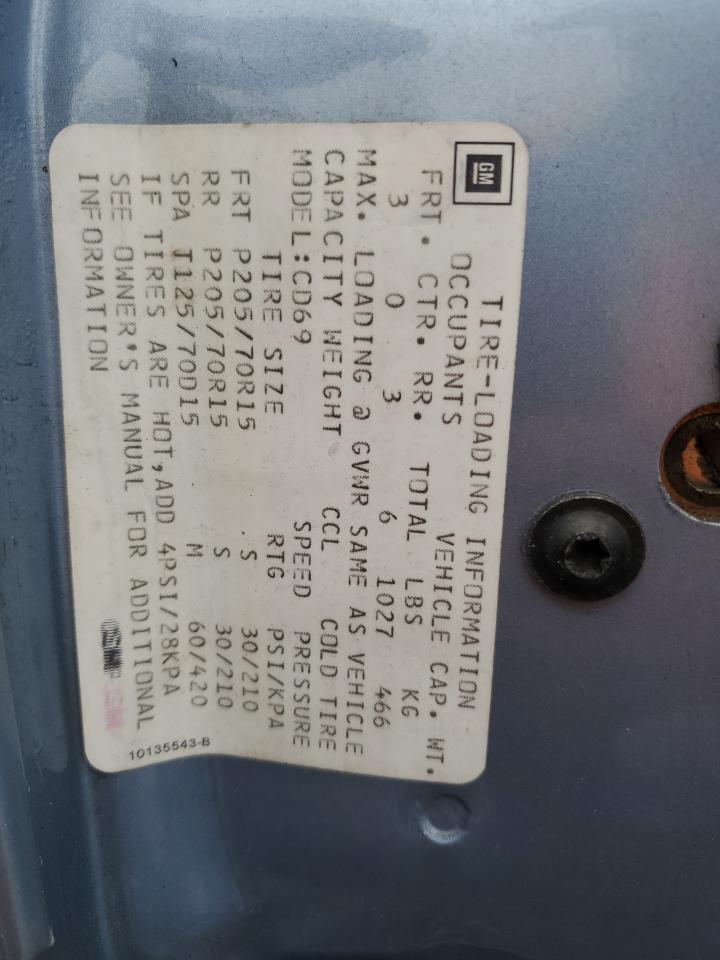 GM
TIRE-LOADING INFORMATION
OCCUPANTS VEHICLE CAP. WT.
FRT. CTR. RR. TOTAL LBS KG
3 0 3 6 1027 466
MAX. LOADING @ GVWR SAME AS VEHICLE
CAPACITY WEIGHT CCL COLD TIRE
MODEL:CD69 SPEED PRESSURE
TIRE SIZE RTG PSI/KPA
FRT P205/70R15 S 30/210
RR P205/70R15 S 30/210
SPA T125/70D15 M 60/420
IF TIRES ARE HOT,ADD 4PSI/28KPA
SEE OWNER'S MANUAL FOR ADDITIONAL
INFORMATION
10135543-B